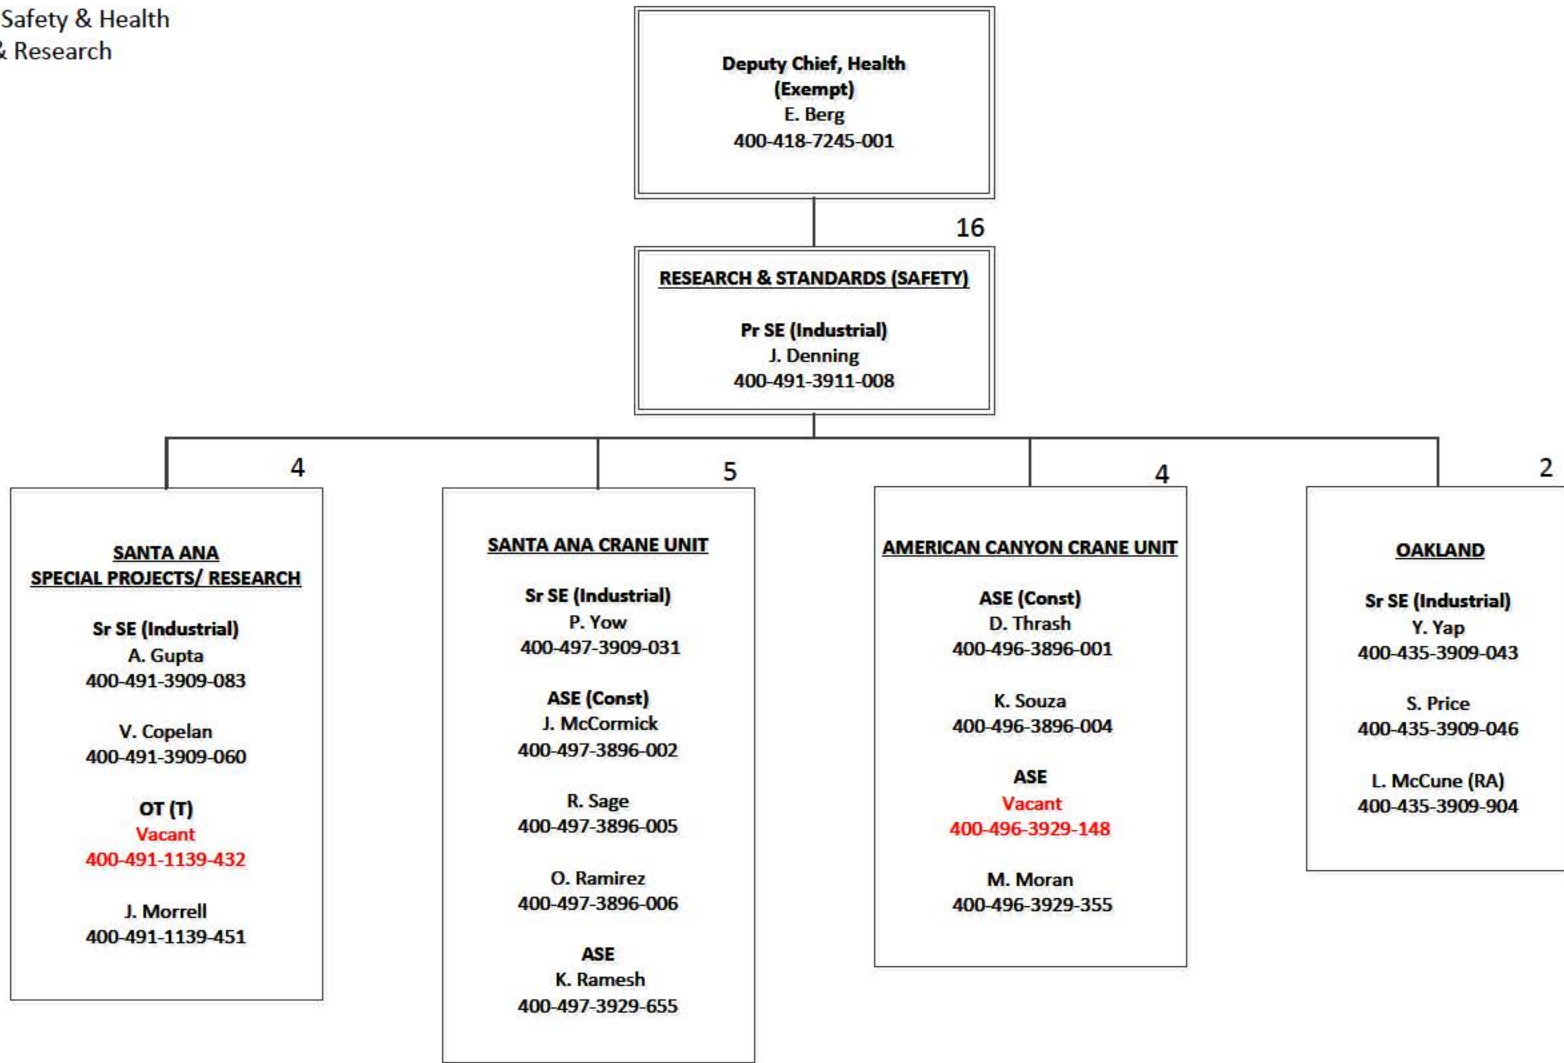 Safety & Health
& Research
Deputy Chief, Health
(Exempt)
E. Berg
400-418-7245-001
16
RESEARCH & STANDARDS (SAFETY)
Pr SE (Industrial)
J. Denning
400-491-3911-008
4
SANTA ANA
SPECIAL PROJECTS/ RESEARCH
Sr SE (Industrial)
A. Gupta
400-491-3909-083
V. Copelan
400-491-3909-060
OT (T)
Vacant
400-491-1139-432
J. Morrell
400-491-1139-451
5
SANTA ANA CRANE UNIT
Sr SE (Industrial)
P. Yow
400-497-3909-031
ASE (Const)
J. McCormick
400-497-3896-002
R. Sage
400-497-3896-005
O. Ramirez
400-497-3896-006
ASE
K. Ramesh
400-497-3929-655
4
AMERICAN CANYON CRANE UNIT
ASE (Const)
D. Thrash
400-496-3896-001
K. Souza
400-496-3896-004
ASE
Vacant
400-496-3929-148
M. Moran
400-496-3929-355
2
OAKLAND
Sr SE (Industrial)
Y. Yap
400-435-3909-043
S. Price
400-435-3909-046
L. McCune (RA)
400-435-3909-904